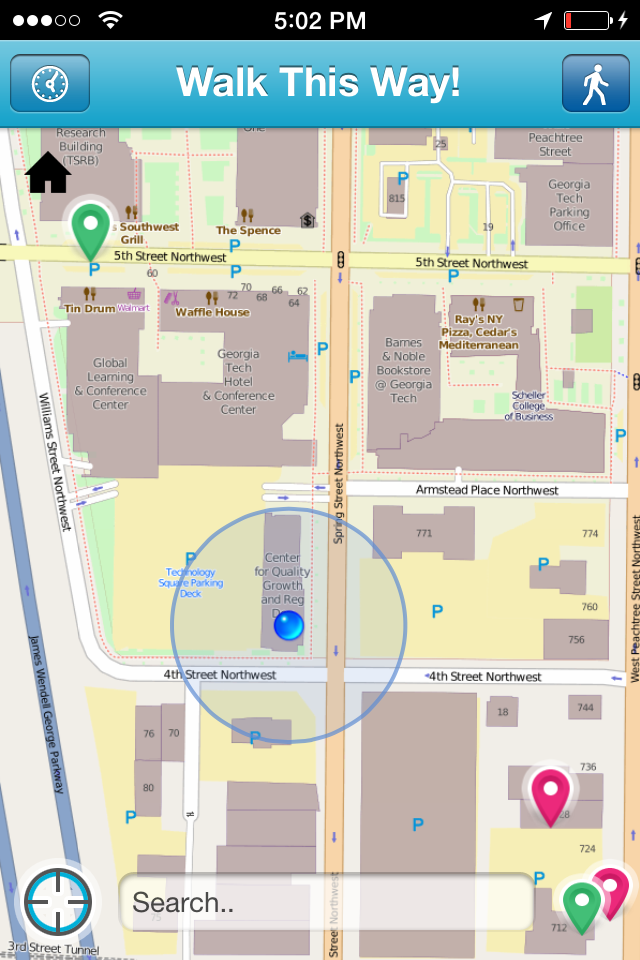 5:02 PM
Walk This Way!
Research
Building
(TSRB)
One
25
Peachtree
Street
815
P
Georgia
Tech
Parking
Office
19
s Southwest
Grill
The Spence
P
5th Street Northwest
5th Street Northwest
P
P
P
60
70
66
62
72
68
64
Tin Drum
Walmart
Waffle House
Ray's NY
Pizza, Cedar's
Mediterranean
P
Barnes
& Noble
Bookstore
@ Georgia
Tech
Global
Learning
& Conference
Center
Georgia
Tech
Hotel
& Conference
Center
P
Scheller
College
of Business
P
Williams Street Northwest
Spring Street Northwest
Armstead Place Northwest
771
774
P
Technology
Square Parking
Deck
Center
for Quality
Growth
and Reg
P
P
760
756
West Peachtree Street Northwest
James Wendell George Parkway
4th Street Northwest
4th Street Northwest
76
70
P
18
744
80
736
P
P
724
P
Search..
712
Street Northwest
3rd Street Tunnel